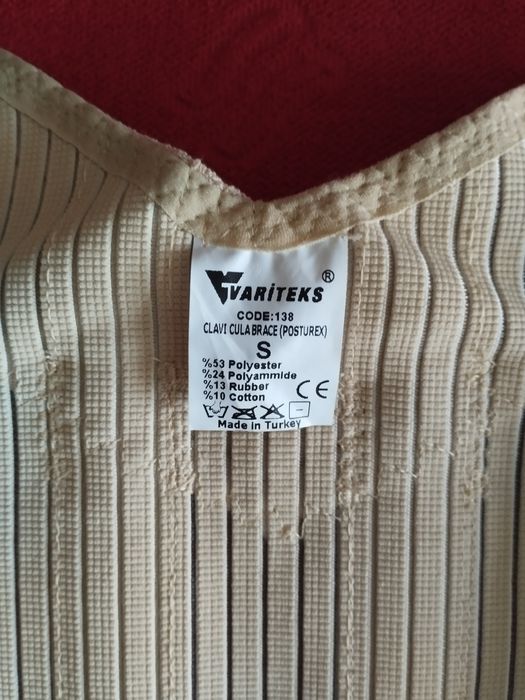 VARİTEKS®
CODE:138
CLAVI CULA BRACE (POSTUREX)
S
%53 Polyester
%24 Polyammide
%13 Rubber
%10 Cotton CE
Made in Turkey